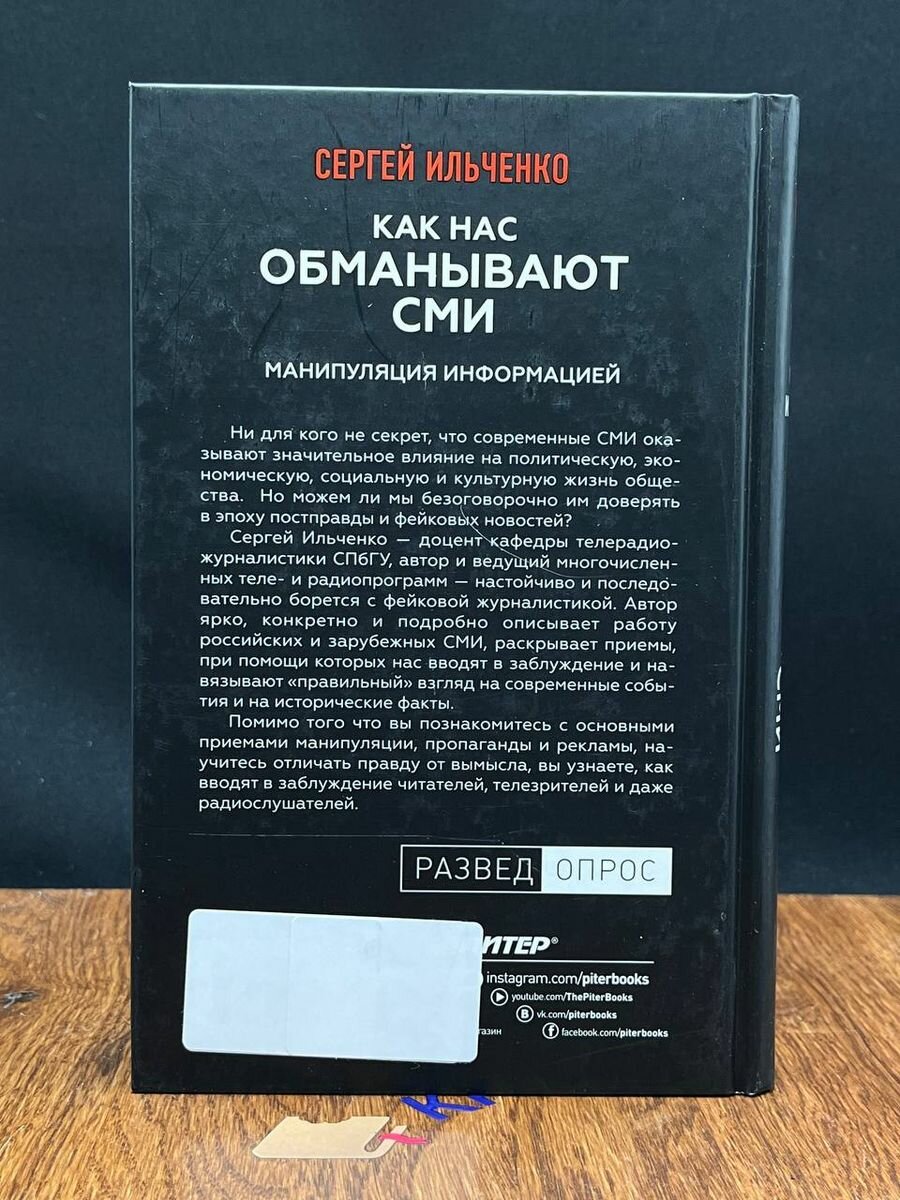 СЕРГЕЙ ИЛЬЧЕНКО
КАК НАС
ОБМАНЫВАЮТ
СМИ
МАНИПУЛЯЦИЯ ИНФОРМАЦИЕЙ
Ни для кого не секрет, что современные СМИ ока-
зывают значительное влияние на политическую, эко-
номическую, социальную и культурную жизнь обще-
ства. Но можем ли мы безоговорочно им доверять
в эпоху постправды и фейковых новостей?
Сергей Ильченко — доцент кафедры телерадио-
журналистики СПбГУ, автор и ведущий многочислен-
ных теле- и радиопрограмм — настойчиво и последо-
вательно борется с фейковой журналистикой. Автор
ярко, конкретно и подробно описывает работу
российских и зарубежных СМИ, раскрывает приемы,
при помощи которых нас вводят в заблуждение и на-
вязывают «правильный» взгляд на современные собы-
тия и на исторические факты.
Помимо того что вы познакомитесь с основными
приемами манипуляции, пропаганды и рекламы, на-
учитесь отличать правду от вымысла, вы узнаете, как
вводят в заблуждение читателей, телезрителей и даже
радиослушателей.
РАЗВЕД ОПРОС
ИТЕР®
instagram.com/piterbooks
youtube.com/ThePiterBooks
vk.com/piterbooks
facebook.com/piterbooks